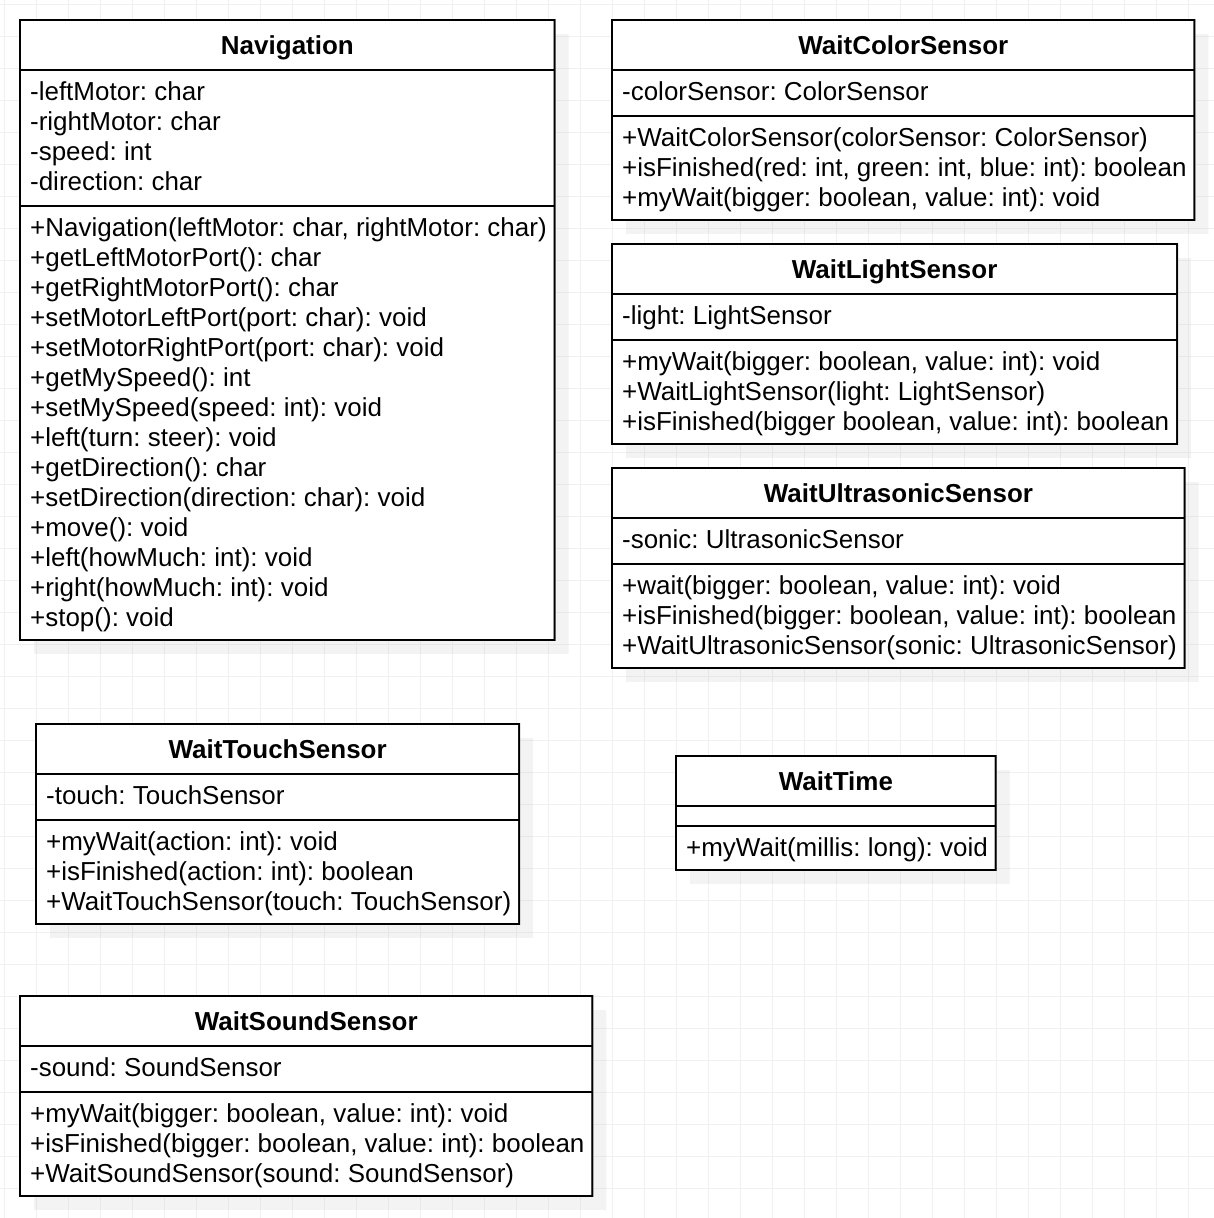 Navigation
-leftMotor: char
-rightMotor: char
-speed: int
-direction: char
+Navigation(leftMotor: char, rightMotor: char)
+getLeftMotorPort(): char
+getRightMotorPort(): char
+setMotorLeftPort(port: char): void
+setMotorRightPort(port: char): void
+getMySpeed(): int
+setMySpeed(speed: int): void
+left(turn: steer): void
+getDirection(): char
+setDirection(direction: char): void
+move(): void
+left(howMuch: int): void
+right(howMuch: int): void
+stop(): void
WaitColorSensor
-colorSensor: ColorSensor
+WaitColorSensor(colorSensor: ColorSensor)
+isFinished(red: int, green: int, blue: int): boolean
+myWait(bigger: boolean, value: int): void
WaitLightSensor
-light: LightSensor
+myWait(bigger: boolean, value: int): void
+WaitLightSensor(light: LightSensor)
+isFinished(bigger boolean, value: int): boolean
WaitUltrasonicSensor
-sonic: UltrasonicSensor
+wait(bigger: boolean, value: int): void
+isFinished(bigger: boolean, value: int): boolean
+WaitUltrasonicSensor(sonic: UltrasonicSensor)
WaitTouchSensor
-touch: TouchSensor
+myWait(action: int): void
+isFinished(action: int): boolean
+WaitTouchSensor(touch: TouchSensor)
WaitTime
+myWait(millis: long): void
WaitSoundSensor
-sound: SoundSensor
+myWait(bigger: boolean, value: int): void
+isFinished(bigger: boolean, value: int): boolean
+WaitSoundSensor(sound: SoundSensor)